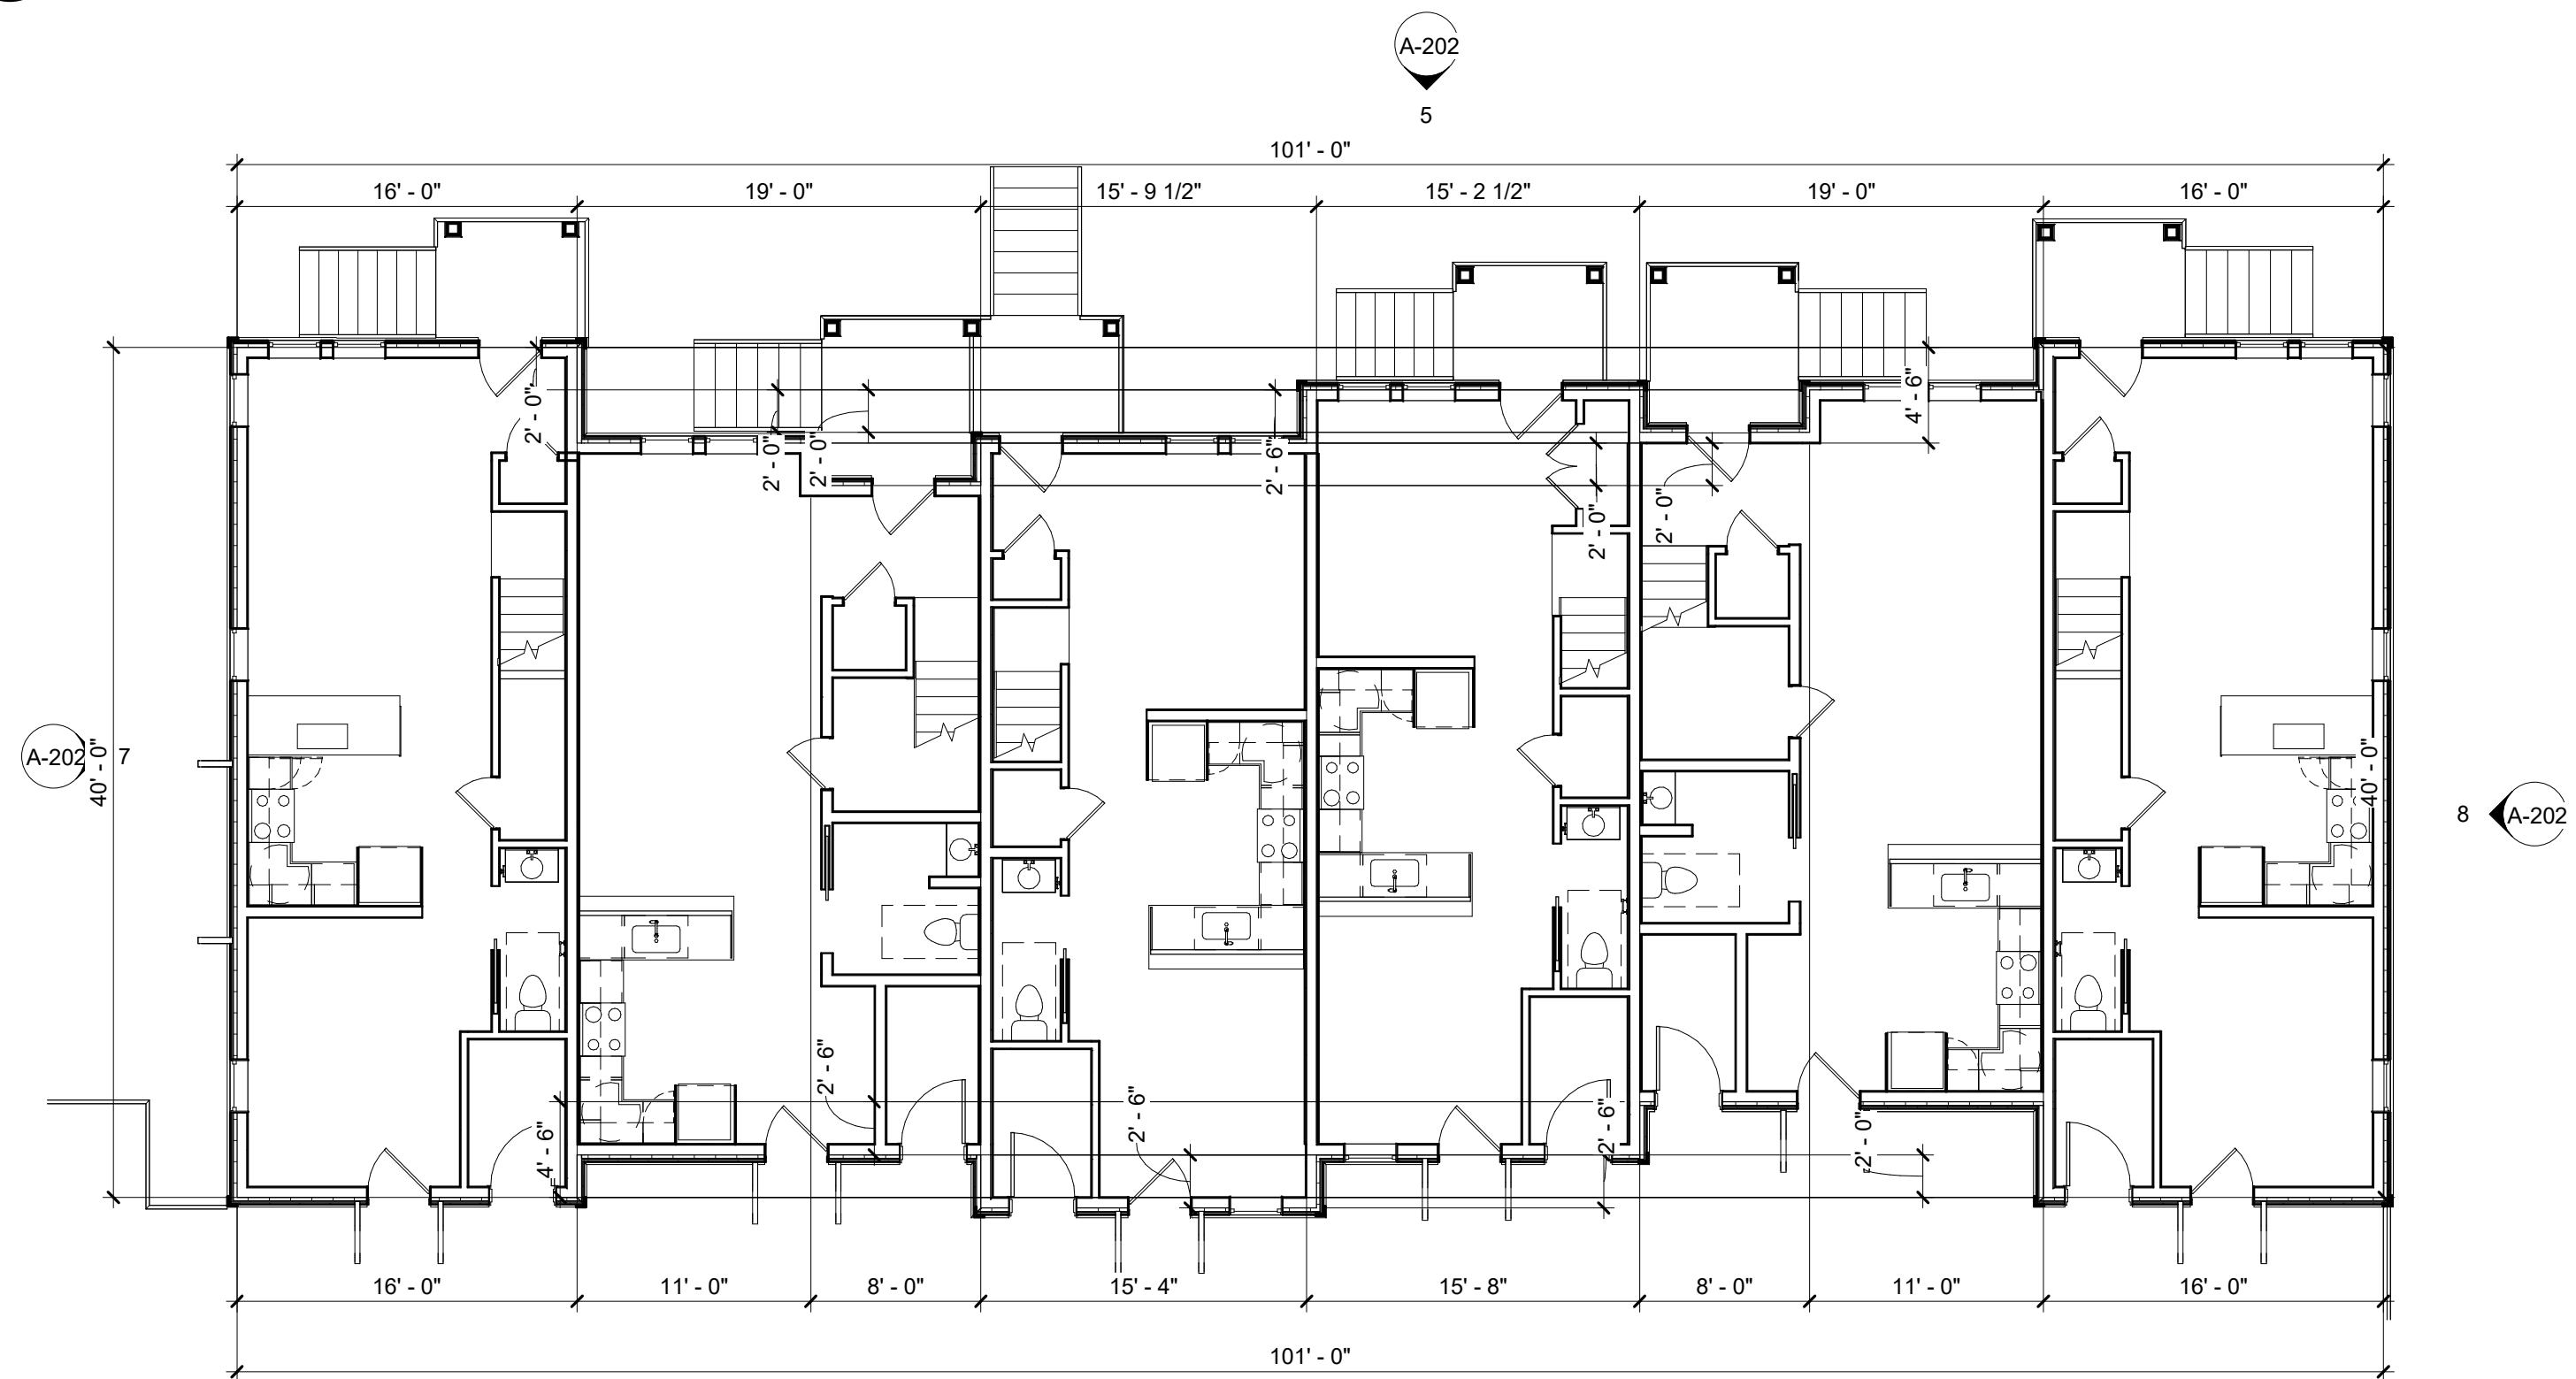 A-202
5
101' - 0"
16' - 0"
19' - 0"
15' - 9 1/2"
15' - 2 1/2"
19' - 0"
16' - 0"
2' - 0"
2' - 0"
2' - 0"
2' - 6"
2' - 0"
2' - 0"
4' - 6"
A-202
7
40' - 0"
40' - 0"
8
A-202
4' - 6"
2' - 6"
2' - 6"
2' - 6"
2' - 0"
16' - 0"
11' - 0"
8' - 0"
15' - 4"
15' - 8"
8' - 0"
11' - 0"
16' - 0"
101' - 0"